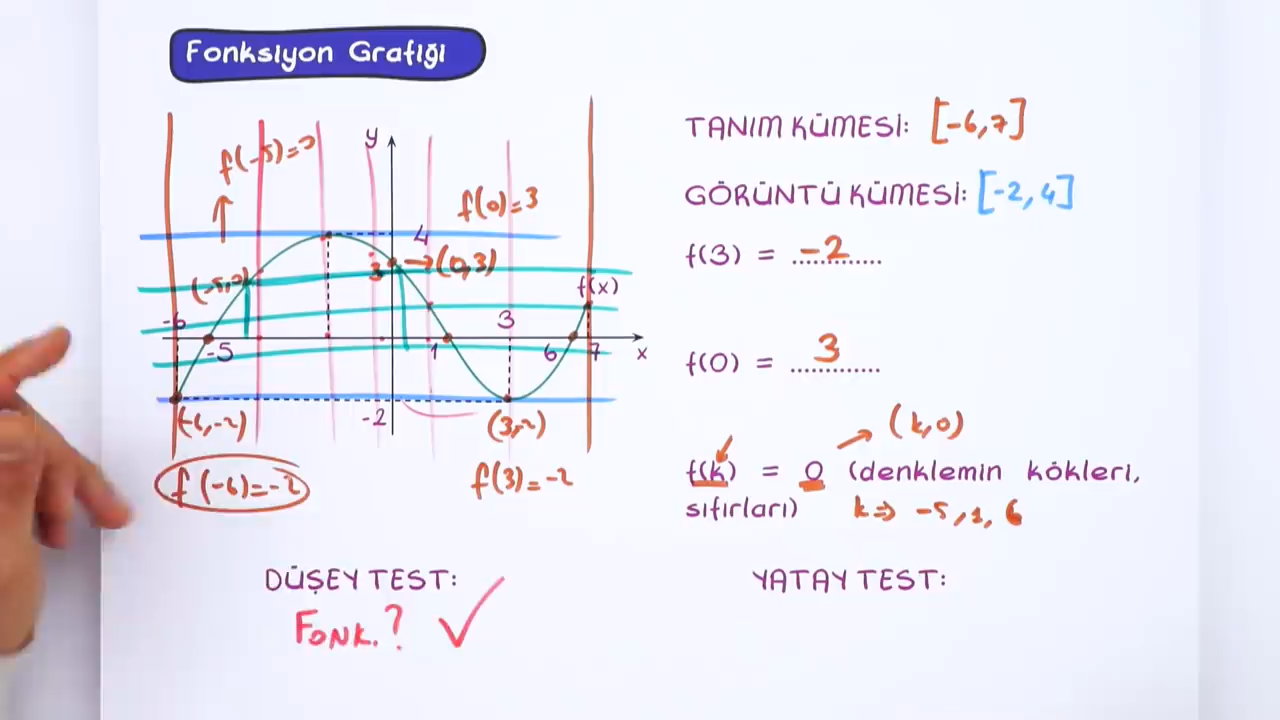 Fonksiyon Grafiği
TANIM KÜMESİ: [-6,7]
GÖRÜNTÜ KÜMESİ: [-2,4]
f(3) = -2
f(0) = 3
(k,0)
f(k) = 0 (denklemin kökleri,
sıfırları) k⇒ -5,1,6
y
f(-5)=
f(0)=3
4
3 → (0,3)
(-5,
f(x)
-6
3
-5
1
6
7
x
-2
(-6,-2)
(3,-2)
f(-6)=-2
f(3)=-2
DÜŞEY TEST:
FONK.? ✓
YATAY TEST: